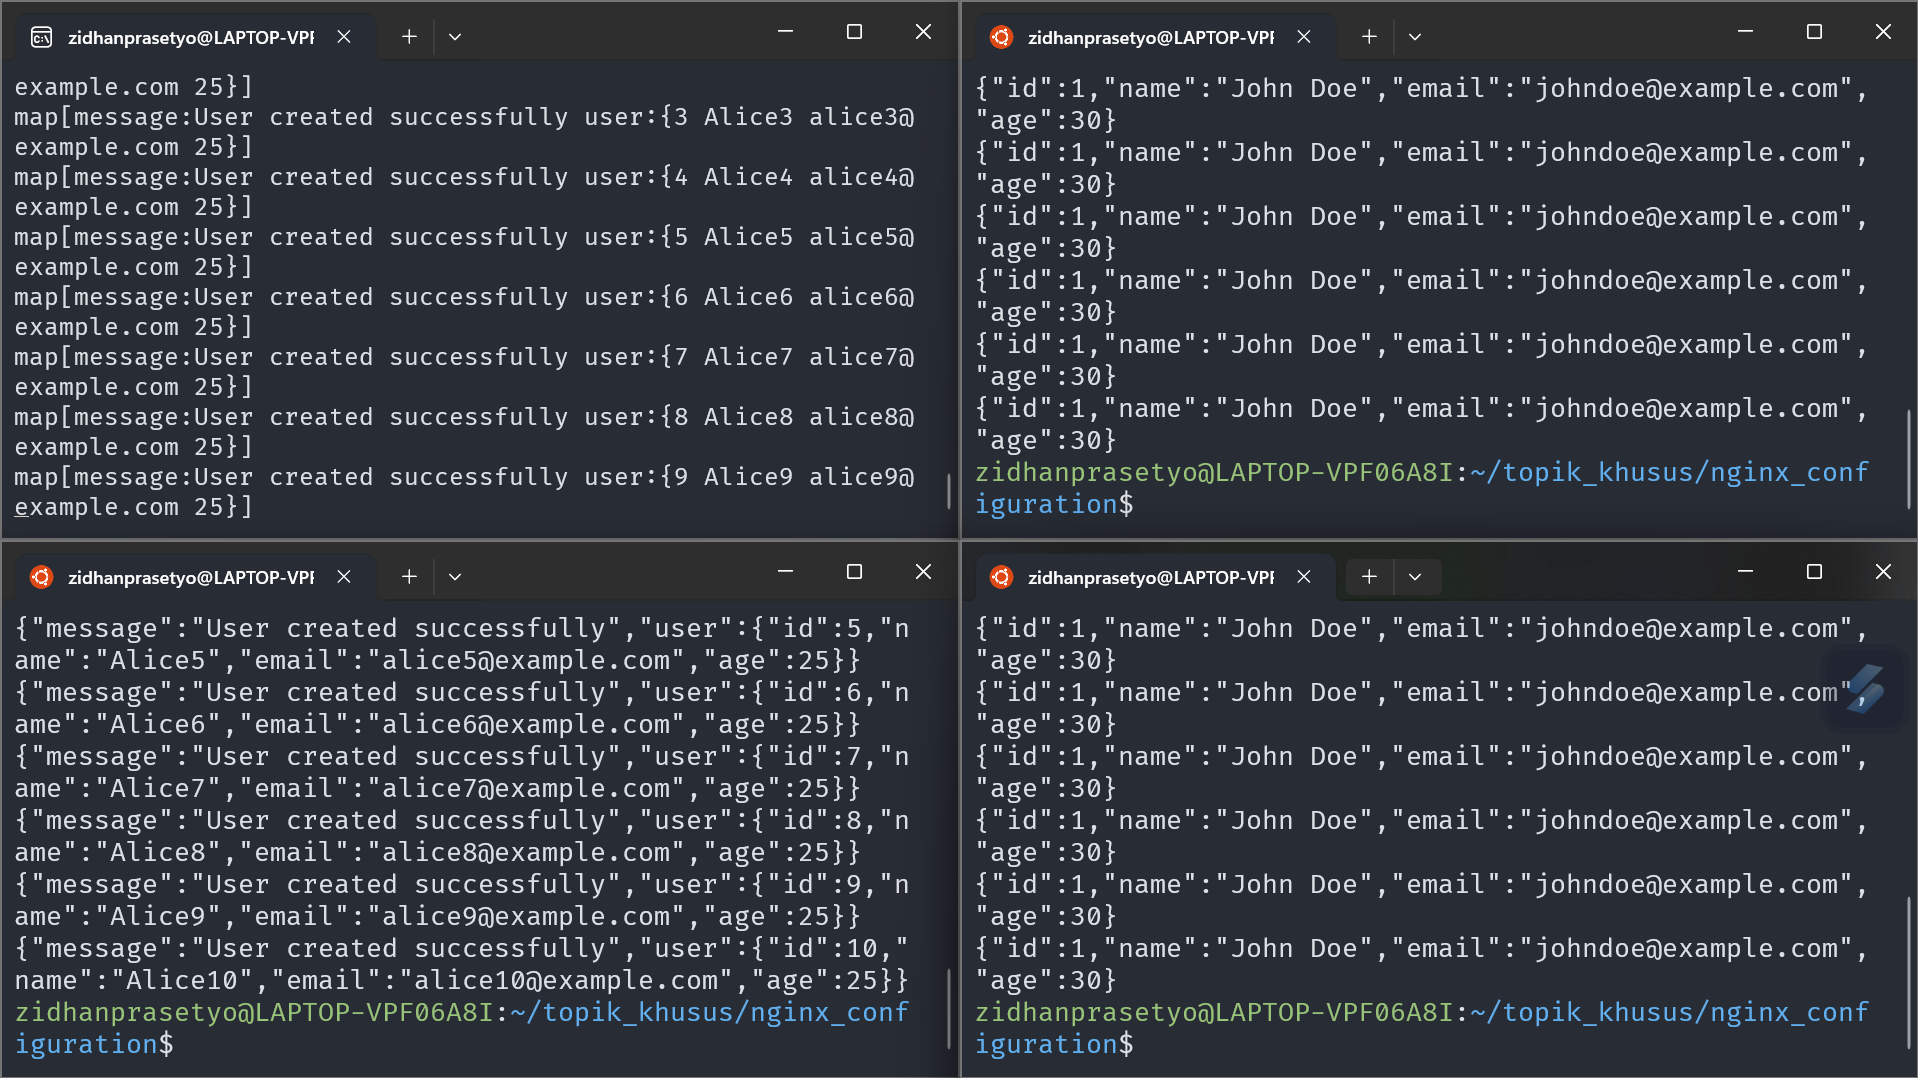 zidhanprasetyo@LAPTOP-VPF
example.com 25}]
map[message:User created successfully user:{3 Alice3 alice3@
example.com 25}]
map[message:User created successfully user:{4 Alice4 alice4@
example.com 25}]
map[message:User created successfully user:{5 Alice5 alice5@
example.com 25}]
map[message:User created successfully user:{6 Alice6 alice6@
example.com 25}]
map[message:User created successfully user:{7 Alice7 alice7@
example.com 25}]
map[message:User created successfully user:{8 Alice8 alice8@
example.com 25}]
map[message:User created successfully user:{9 Alice9 alice9@
example.com 25}]
zidhanprasetyo@LAPTOP-VPF
{"id":1,"name":"John Doe","email":"johndoe@example.com",
"age":30}
{"id":1,"name":"John Doe","email":"johndoe@example.com",
"age":30}
{"id":1,"name":"John Doe","email":"johndoe@example.com",
"age":30}
{"id":1,"name":"John Doe","email":"johndoe@example.com",
"age":30}
{"id":1,"name":"John Doe","email":"johndoe@example.com",
"age":30}
{"id":1,"name":"John Doe","email":"johndoe@example.com",
"age":30}
zidhanprasetyo@LAPTOP-VPF06A8I:~/topik_khusus/nginx_conf
iguration$
zidhanprasetyo@LAPTOP-VPF
{"message":"User created successfully","user":{"id":5,"n
ame":"Alice5","email":"alice5@example.com","age":25}}
{"message":"User created successfully","user":{"id":6,"n
ame":"Alice6","email":"alice6@example.com","age":25}}
{"message":"User created successfully","user":{"id":7,"n
ame":"Alice7","email":"alice7@example.com","age":25}}
{"message":"User created successfully","user":{"id":8,"n
ame":"Alice8","email":"alice8@example.com","age":25}}
{"message":"User created successfully","user":{"id":9,"n
ame":"Alice9","email":"alice9@example.com","age":25}}
{"message":"User created successfully","user":{"id":10,"
name":"Alice10","email":"alice10@example.com","age":25}}
zidhanprasetyo@LAPTOP-VPF06A8I:~/topik_khusus/nginx_conf
iguration$
zidhanprasetyo@LAPTOP-VPF
{"id":1,"name":"John Doe","email":"johndoe@example.com",
"age":30}
{"id":1,"name":"John Doe","email":"johndoe@example.com",
"age":30}
{"id":1,"name":"John Doe","email":"johndoe@example.com",
"age":30}
{"id":1,"name":"John Doe","email":"johndoe@example.com",
"age":30}
{"id":1,"name":"John Doe","email":"johndoe@example.com",
"age":30}
{"id":1,"name":"John Doe","email":"johndoe@example.com",
"age":30}
zidhanprasetyo@LAPTOP-VPF06A8I:~/topik_khusus/nginx_conf
iguration$